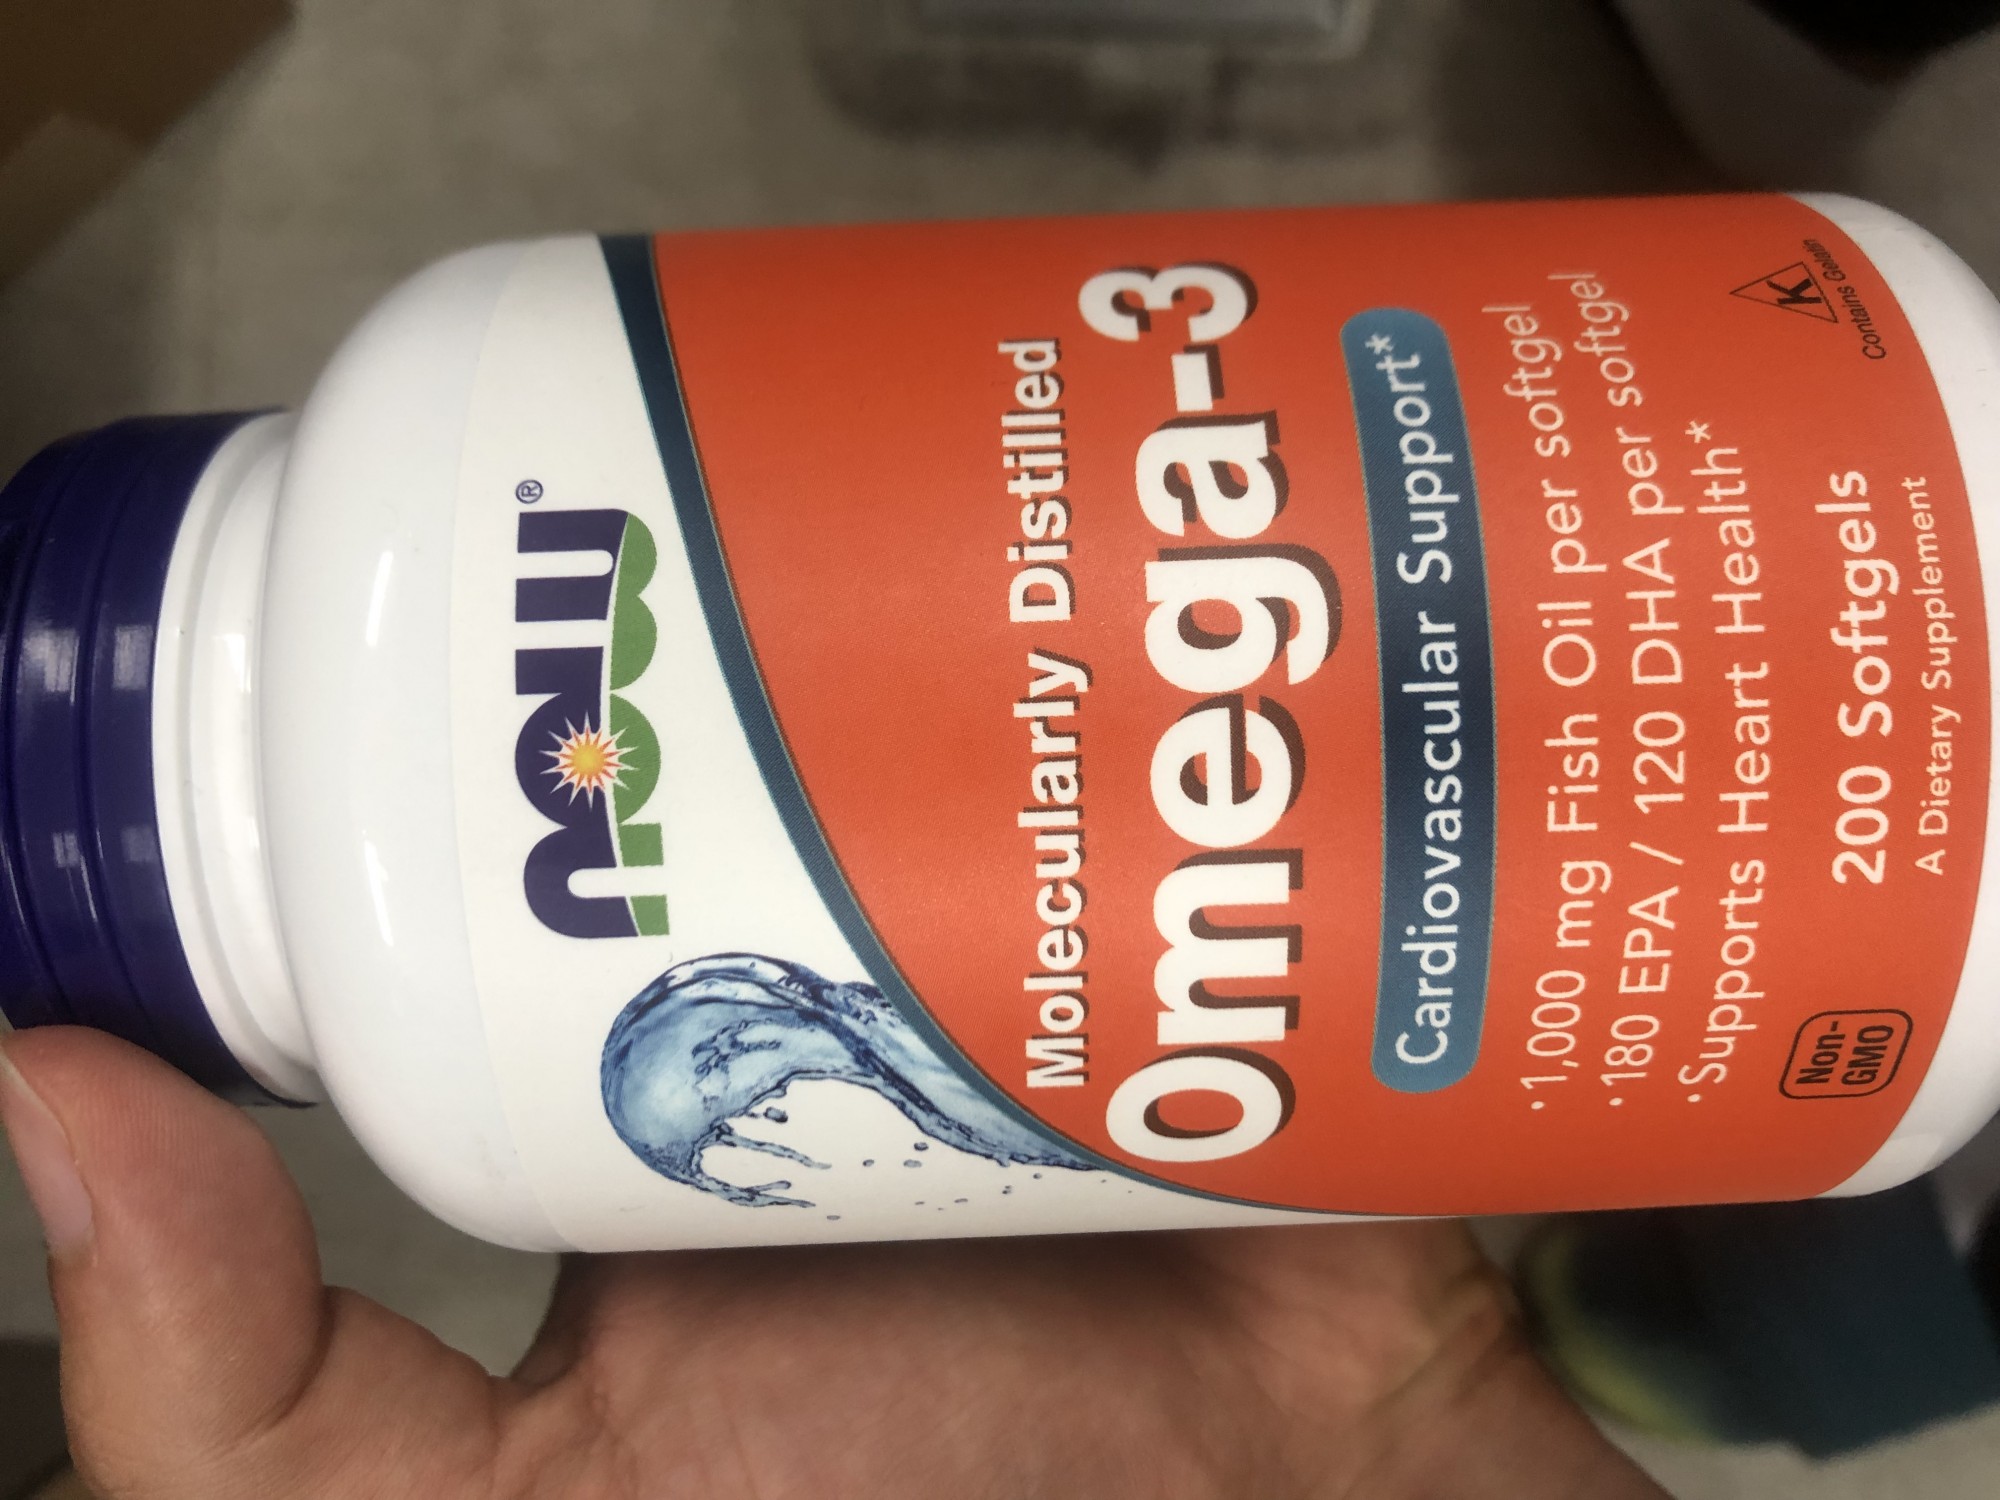 NOW®
Molecularly Distilled
Omega-3
Cardiovascular Support*
• 1,000 mg Fish Oil per softgel
• 180 EPA / 120 DHA per softgel
• Supports Heart Health*
Non-
GMO
200 Softgels
A Dietary Supplement
K
Contains Gelatin